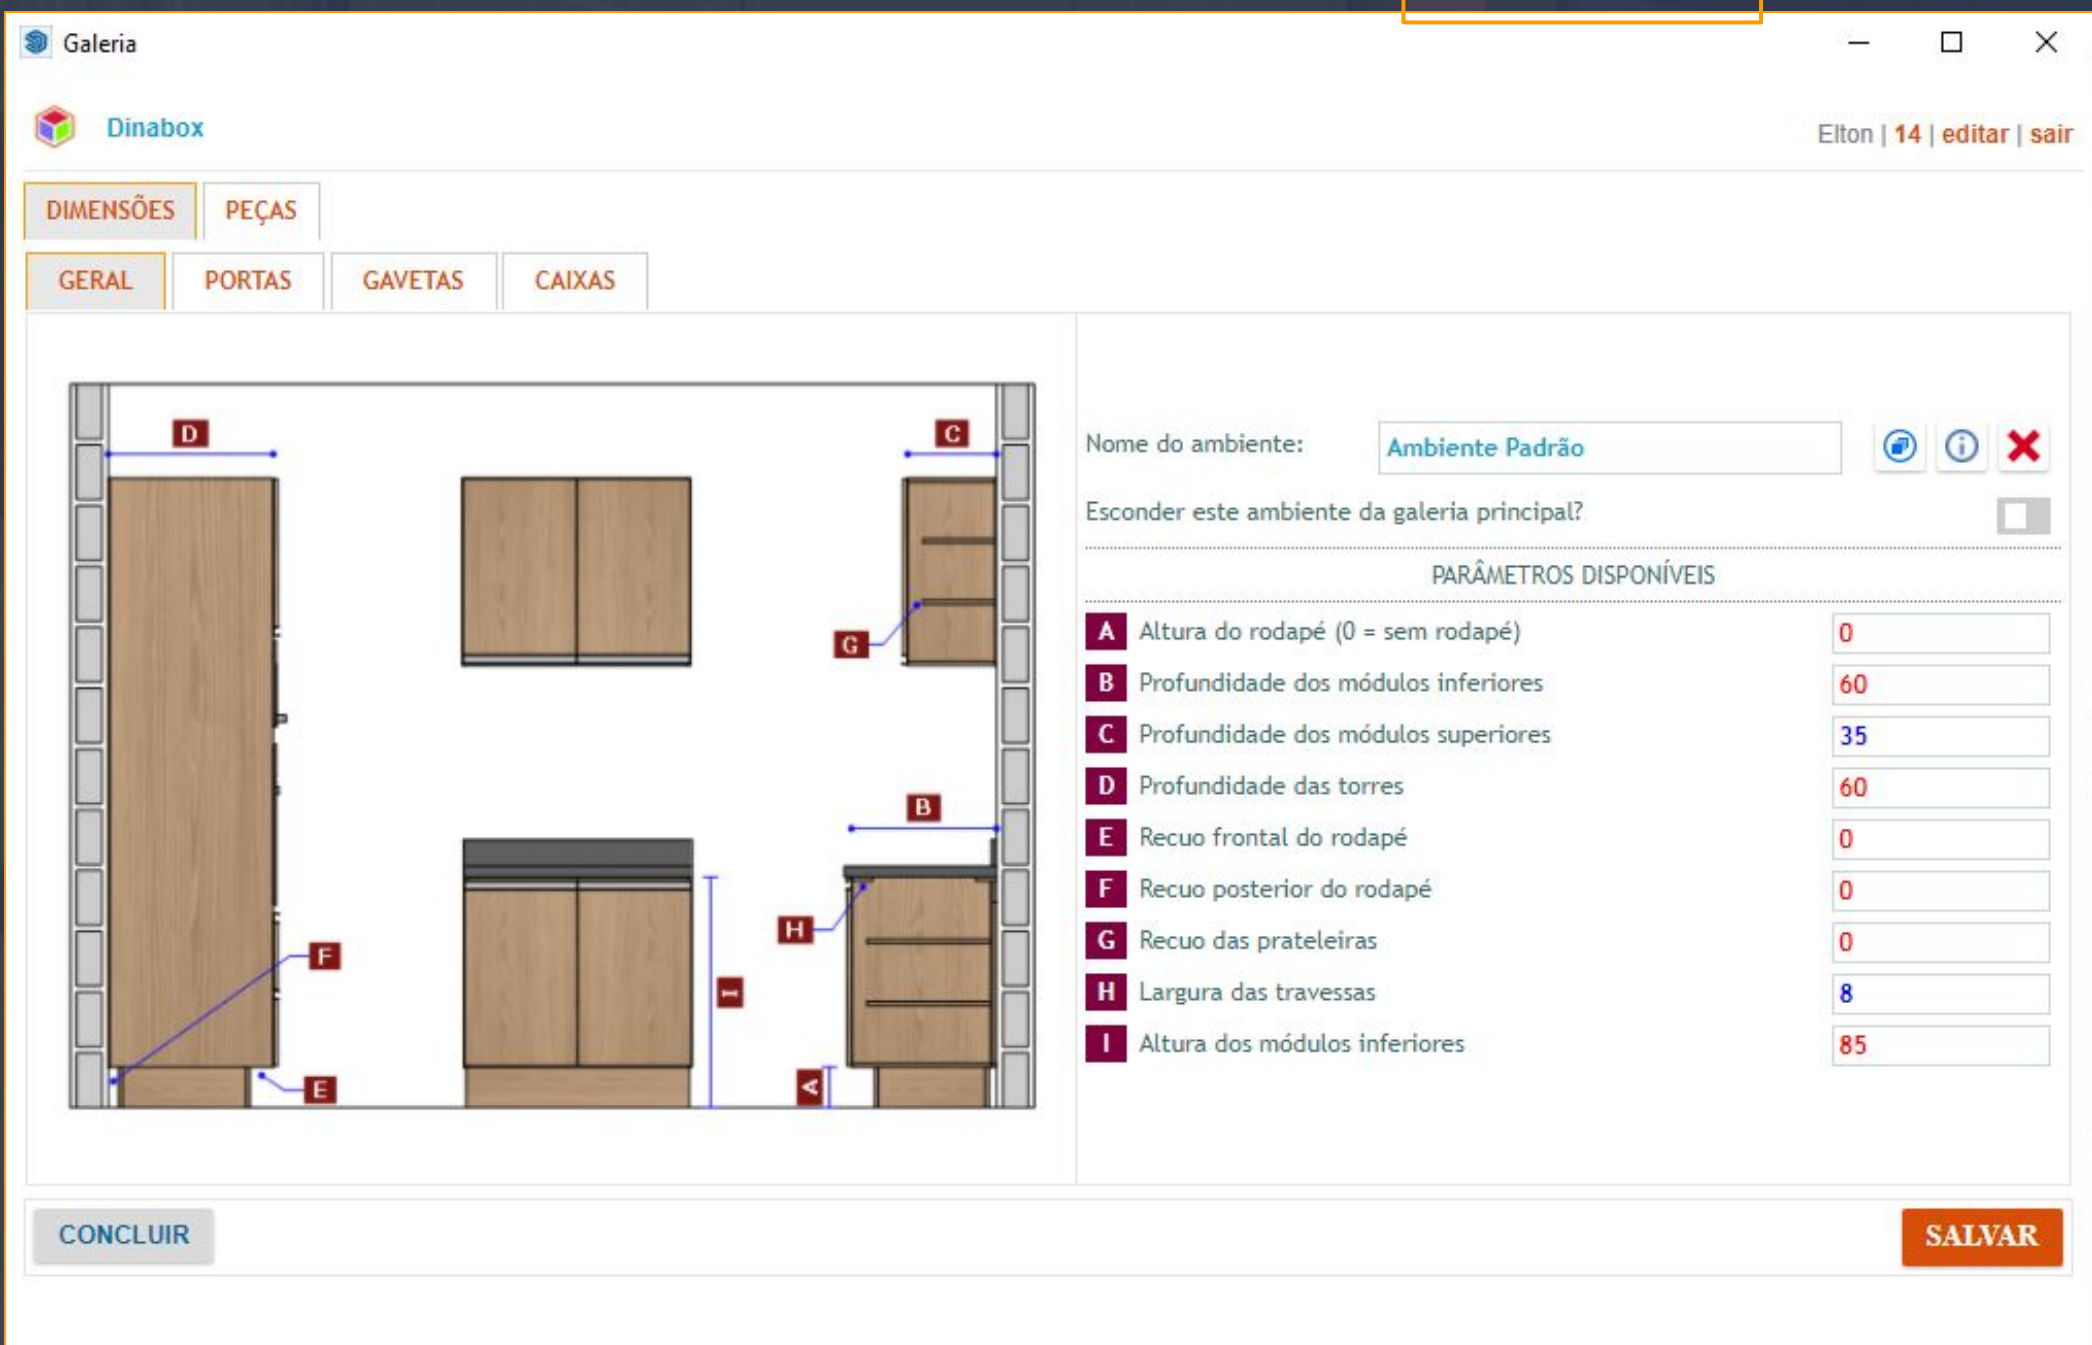 Galeria
Dinabox
Elton | 14 | editar | sair
DIMENSÕES PEÇAS
GERAL PORTAS GAVETAS CAIXAS
D
C
G
B
H
F
I
E
A
Nome do ambiente: Ambiente Padrão
Esconder este ambiente da galeria principal?
PARÂMETROS DISPONÍVEIS
A Altura do rodapé (0 = sem rodapé) 0
B Profundidade dos módulos inferiores 60
C Profundidade dos módulos superiores 35
D Profundidade das torres 60
E Recuo frontal do rodapé 0
F Recuo posterior do rodapé 0
G Recuo das prateleiras 0
H Largura das travessas 8
I Altura dos módulos inferiores 85
CONCLUIR
SALVAR